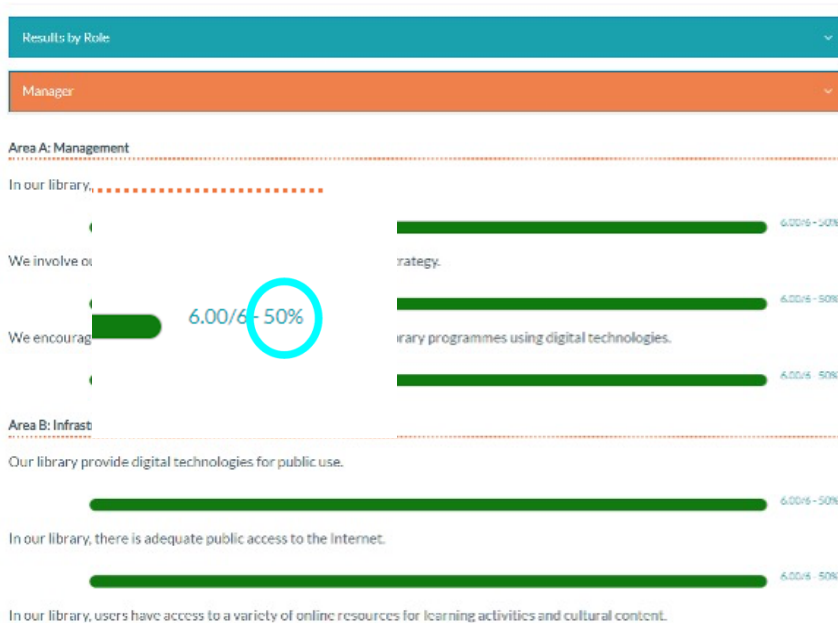 Results by Role
Manager
Area A: Management
In our library,
6.00/6 - 50%
We involve ou
rategy.
6.00/6 - 50%
6.00/6 - 50%
We encourag
rary programmes using digital technologies.
6.00/6 - 50%
Area B: Infrast
Our library provide digital technologies for public use.
6.00/6 - 50%
In our library, there is adequate public access to the Internet.
6.00/6 - 50%
In our library, users have access to a variety of online resources for learning activities and cultural content.